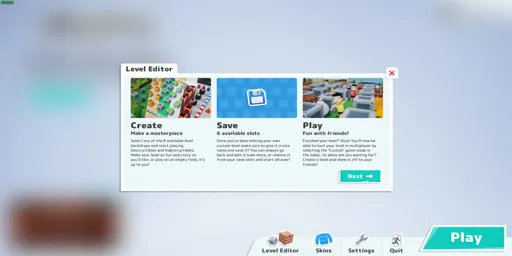 Level Editor
Create
Make a masterpiece
Select any of the 8 available level
backdrops and start placing
Destructibles and Indestructibles.
Make your level as fun and crazy as
you'd like, or play on an empty field, it's
up to you!
Save
6 available slots
Once you're done editing your own
custom level make sure to give it a nice
name and save it! You can always go
back and edit it even more, or remove it
from your save slots and start all over!
Play
Fun with friends!
Finished your level? Nice! You'll now be
able to host your level in multiplayer by
selecting the 'Custom' game mode in
the lobby. So what are you waiting for?
Create a level and show it off to your
friends!
Next
Level Editor
Skins
Settings
Quit
Play